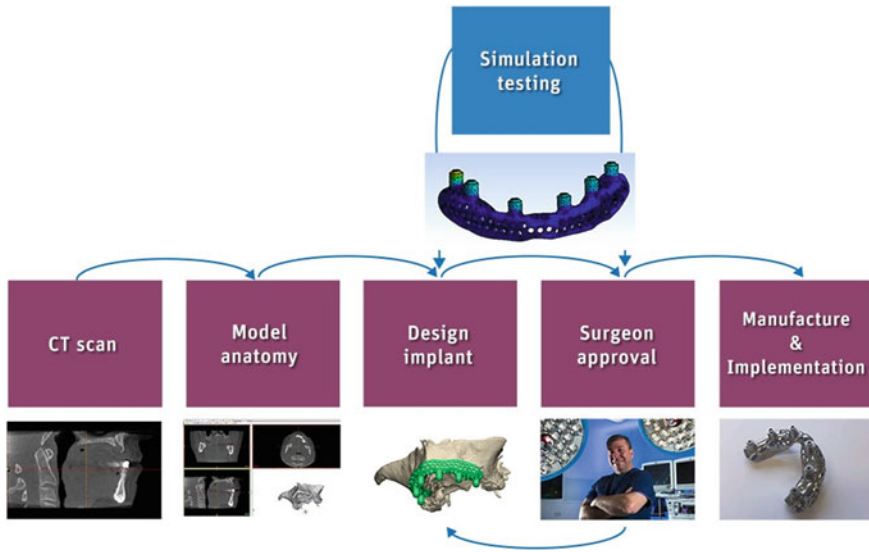 Simulation
testing
CT scan
Model
anatomy
Design
implant
Surgeon
approval
Manufacture
&
Implementation